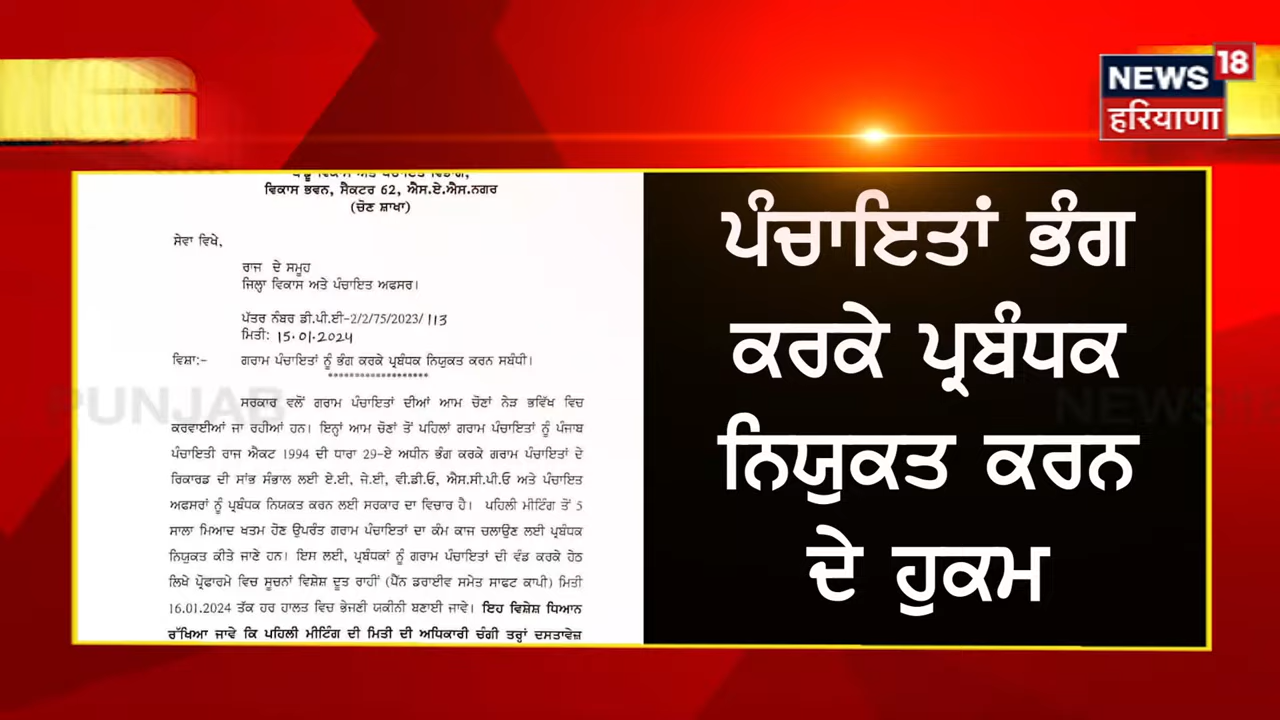 NEWS 18
हरियाणा
ਵਿਕਾਸ ਭਵਨ, ਸੈਕਟਰ 62, ਐਸ.ਏ.ਐਸ.ਨਗਰ
(ਚੋਣ ਸ਼ਾਖਾ)
ਸੇਵਾ ਵਿਖੇ,
ਰਾਜ ਦੇ ਸਮੂਹ
ਜਿਲ੍ਹਾ ਵਿਕਾਸ ਅਤੇ ਪੰਚਾਇਤ ਅਫਸਰ।
ਪੱਤਰ ਨੰਬਰ ਡੀ.ਪੀ.ਈ-2/2/75/2023/ 113
ਮਿਤੀ: 15.01.2024
ਵਿਸ਼ਾ:- ਗਰਾਮ ਪੰਚਾਇਤਾਂ ਨੂੰ ਭੰਗ ਕਰਕੇ ਪ੍ਰਬੰਧਕ ਨਿਯੁਕਤ ਕਰਨ ਸਬੰਧੀ।
********************
ਸਰਕਾਰ ਵਲੋਂ ਗਰਾਮ ਪੰਚਾਇਤਾਂ ਦੀਆਂ ਆਮ ਚੋਣਾਂ ਨੇੜ ਭਵਿੱਖ ਵਿਚ
ਕਰਵਾਈਆਂ ਜਾ ਰਹੀਆਂ ਹਨ। ਇਨ੍ਹਾਂ ਆਮ ਚੋਣਾਂ ਤੋਂ ਪਹਿਲਾਂ ਗਰਾਮ ਪੰਚਾਇਤਾਂ ਨੂੰ ਪੰਜਾਬ
ਪੰਚਾਇਤੀ ਰਾਜ ਐਕਟ 1994 ਦੀ ਧਾਰਾ 29-ਏ ਅਧੀਨ ਭੰਗ ਕਰਕੇ ਗਰਾਮ ਪੰਚਾਇਤਾਂ ਦੇ
ਰਿਕਾਰਡ ਦੀ ਸਾਂਭ ਸੰਭਾਲ ਲਈ ਏ.ਈ, ਜੇ.ਈ, ਵੀ.ਡੀ.ਓ, ਐਸ.ਸੀ.ਪੀ.ਓ ਅਤੇ ਪੰਚਾਇਤ
ਅਫਸਰਾਂ ਨੂੰ ਪ੍ਰਬੰਧਕ ਨਿਯੁਕਤ ਕਰਨ ਲਈ ਸਰਕਾਰ ਦਾ ਵਿਚਾਰ ਹੈ। ਪਹਿਲੀ ਮੀਟਿੰਗ ਤੋਂ 5
ਸਾਲਾ ਮਿਆਦ ਖਤਮ ਹੋਣ ਉਪਰੰਤ ਗਰਾਮ ਪੰਚਾਇਤਾਂ ਦਾ ਕੰਮ ਕਾਜ ਚਲਾਉਣ ਲਈ ਪ੍ਰਬੰਧਕ
ਨਿਯੁਕਤ ਕੀਤੇ ਜਾਣੇ ਹਨ। ਇਸ ਲਈ, ਪ੍ਰਬੰਧਕਾਂ ਨੂੰ ਗਰਾਮ ਪੰਚਾਇਤਾਂ ਦੀ ਵੰਡ ਕਰਕੇ ਹੇਠ
ਲਿਖੇ ਪ੍ਰੋਫਾਰਮੇ ਵਿਚ ਸੂਚਨਾਂ ਵਿਸ਼ੇਸ਼ ਦੂਤ ਰਾਹੀਂ (ਪੈੱਨ ਡਰਾਈਵ ਸਮੇਤ ਸਾਫਟ ਕਾਪੀ) ਮਿਤੀ
16.01.2024 ਤੱਕ ਹਰ ਹਾਲਤ ਵਿਚ ਭੇਜਣੀ ਯਕੀਨੀ ਬਣਾਈ ਜਾਵੇ। ਇਹ ਵਿਸ਼ੇਸ਼ ਧਿਆਨ
ਰੱਖਿਆ ਜਾਵੇ ਕਿ ਪਹਿਲੀ ਮੀਟਿੰਗ ਦੀ ਮਿਤੀ ਦੀ ਅਧਿਕਾਰੀ ਚੰਗੀ ਤਰ੍ਹਾਂ ਦਸਤਾਵੇਜ਼
ਪੰਚਾਇਤਾਂ ਭੰਗ
ਕਰਕੇ ਪ੍ਰਬੰਧਕ
ਨਿਯੁਕਤ ਕਰਨ
ਦੇ ਹੁਕਮ
PUNJAB
NEWS18